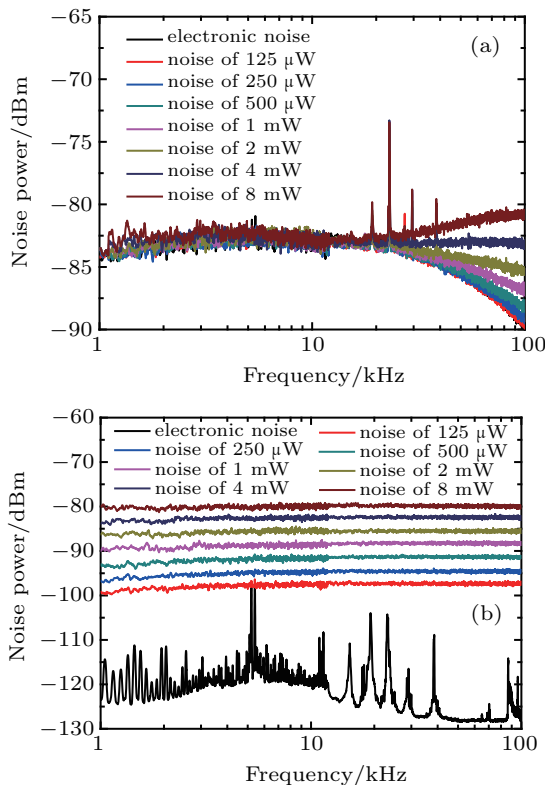 electronic noise
noise of 125 µW
noise of 250 µW
noise of 500 µW
noise of 1 mW
noise of 2 mW
noise of 4 mW
noise of 8 mW
(a)
Noise power/dBm
−65
−70
−75
−80
−85
−90
1
10
100
Frequency/kHz
electronic noise
noise of 125 µW
noise of 250 µW
noise of 500 µW
noise of 1 mW
noise of 2 mW
noise of 4 mW
noise of 8 mW
(b)
Noise power/dBm
−60
−70
−80
−90
−100
−110
−120
−130
1
10
100
Frequency/kHz